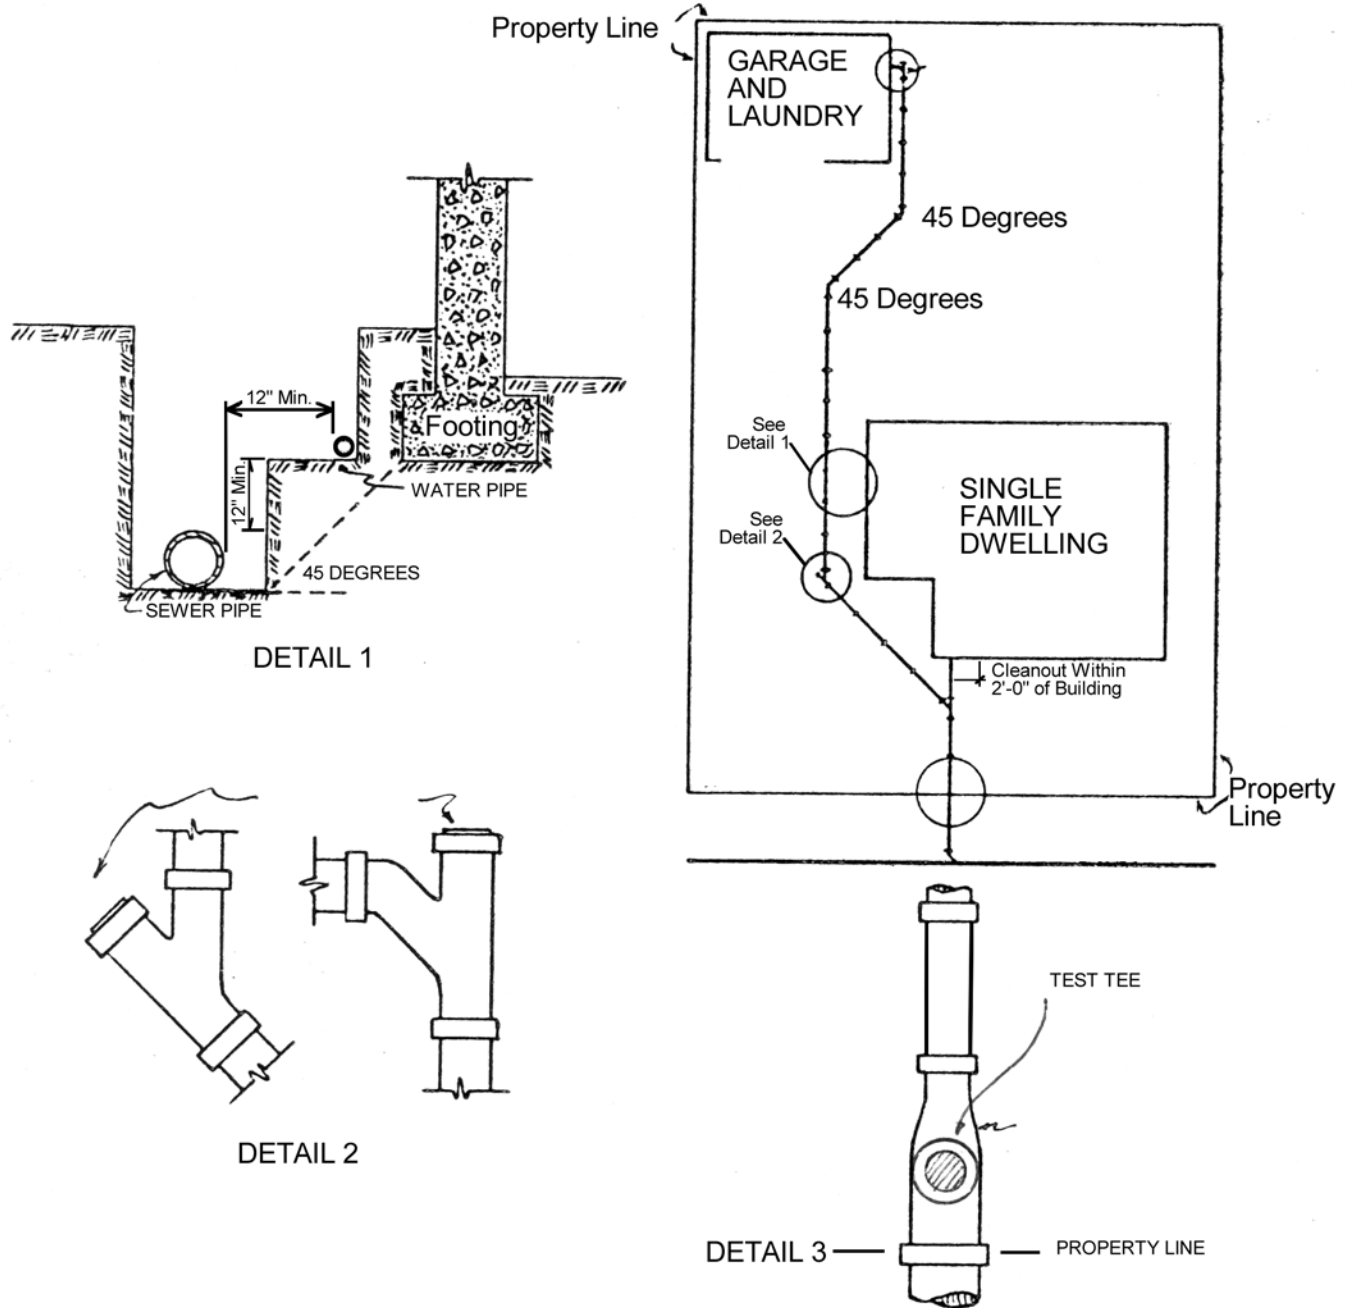 Property Line
GARAGE
AND
LAUNDRY
45 Degrees
45 Degrees
12" Min.
Footing
12" Min.
WATER PIPE
45 DEGREES
SEWER PIPE
DETAIL 1
See
Detail 1
See
Detail 2
SINGLE
FAMILY
DWELLING
Cleanout Within
2'-0" of Building
Property
Line
DETAIL 2
TEST TEE
DETAIL 3
PROPERTY LINE